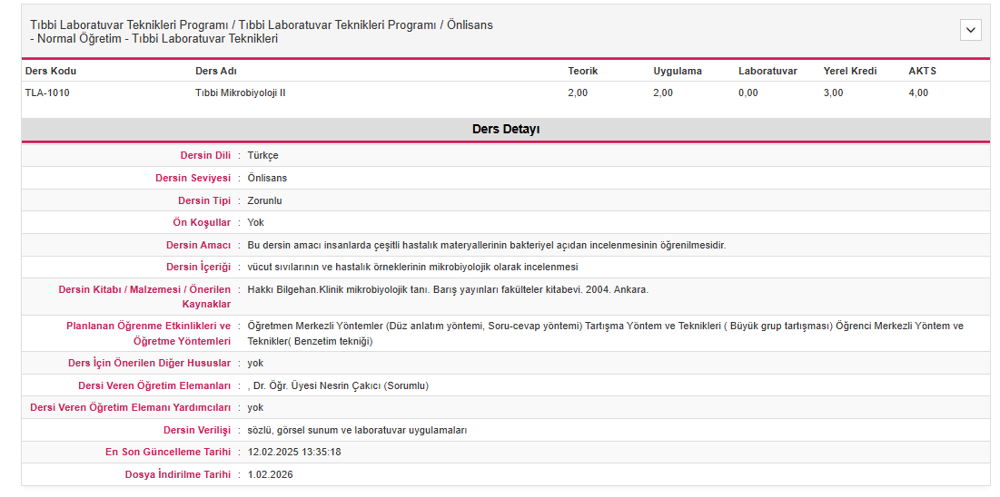 Tıbbi Laboratuvar Teknikleri Programı / Tıbbi Laboratuvar Teknikleri Programı / Önlisans
- Normal Öğretim - Tıbbi Laboratuvar Teknikleri
Ders Kodu Ders Adı Teorik Uygulama Laboratuvar Yerel Kredi AKTS
TLA-1010 Tıbbi Mikrobiyoloji II 2,00 2,00 0,00 3,00 4,00
Ders Detayı
Dersin Dili : Türkçe
Dersin Seviyesi : Önlisans
Dersin Tipi : Zorunlu
Ön Koşullar : Yok
Dersin Amacı : Bu dersin amacı insanlarda çeşitli hastalık materyallerinin bakteriyel açıdan incelenmesinin öğrenilmesidir.
Dersin İçeriği : vücut sıvılarının ve hastalık örneklerinin mikrobiyolojik olarak incelenmesi
Dersin Kitabı / Malzemesi / Önerilen : Hakkı Bilgehan.Klinik mikrobiyolojik tanı. Barış yayınları fakülteler kitabevi. 2004. Ankara.
Kaynaklar
Planlanan Öğrenme Etkinlikleri ve : Öğretmen Merkezli Yöntemler (Düz anlatım yöntemi, Soru-cevap yöntemi) Tartışma Yöntem ve Teknikleri ( Büyük grup tartışması) Öğrenci Merkezli Yöntem ve
Öğretme Yöntemleri Teknikler( Benzetim tekniği)
Ders İçin Önerilen Diğer Hususlar : yok
Dersi Veren Öğretim Elemanları : , Dr. Öğr. Üyesi Nesrin Çakıcı (Sorumlu)
Dersi Veren Öğretim Elemanı Yardımcıları : yok
Dersin Verilişi : sözlü, görsel sunum ve laboratuvar uygulamaları
En Son Güncelleme Tarihi : 12.02.2025 13:35:18
Dosya İndirilme Tarihi : 1.02.2026